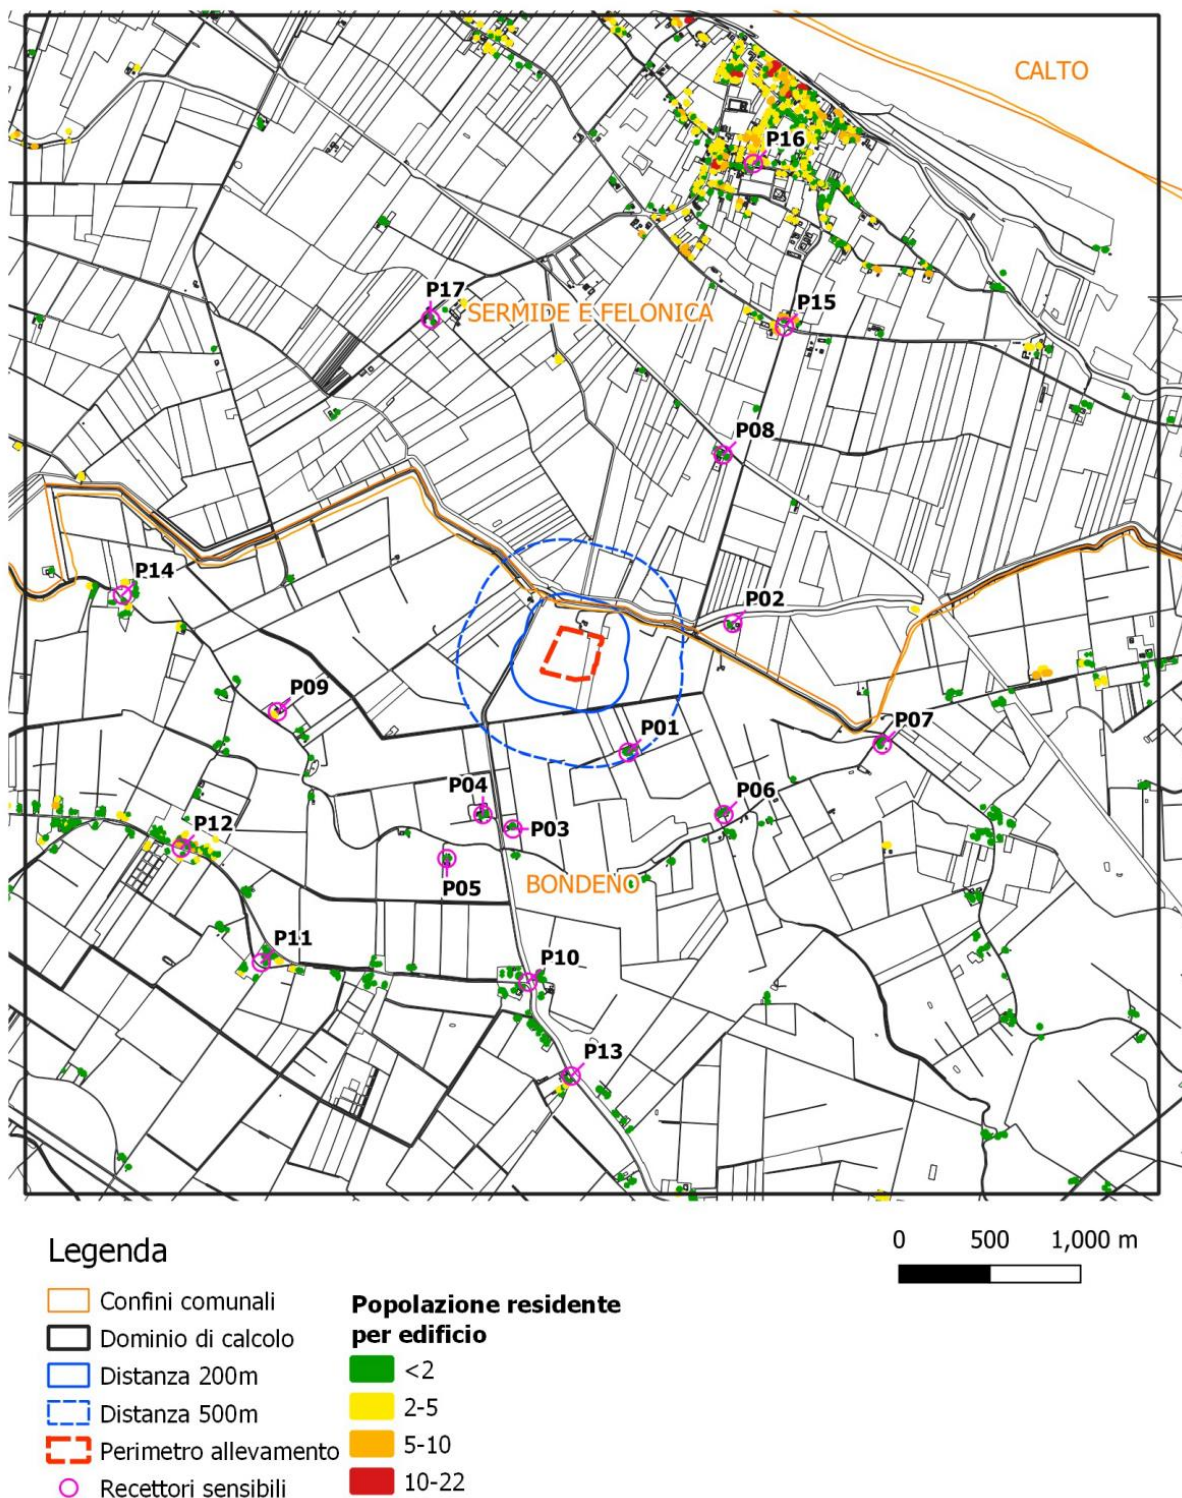 CALTO
P16
P17
SERMIDE E FELONICA
P15
P08
P14
P02
P09
P01
P07
P04
P06
P12
P03
P05
BONDENO
P11
P10
P13
Legenda
Confini comunali
Dominio di calcolo
Distanza 200m
Distanza 500m
Perimetro allevamento
Recettori sensibili
Popolazione residente
per edificio
<2
2-5
5-10
10-22
0 500 1,000 m